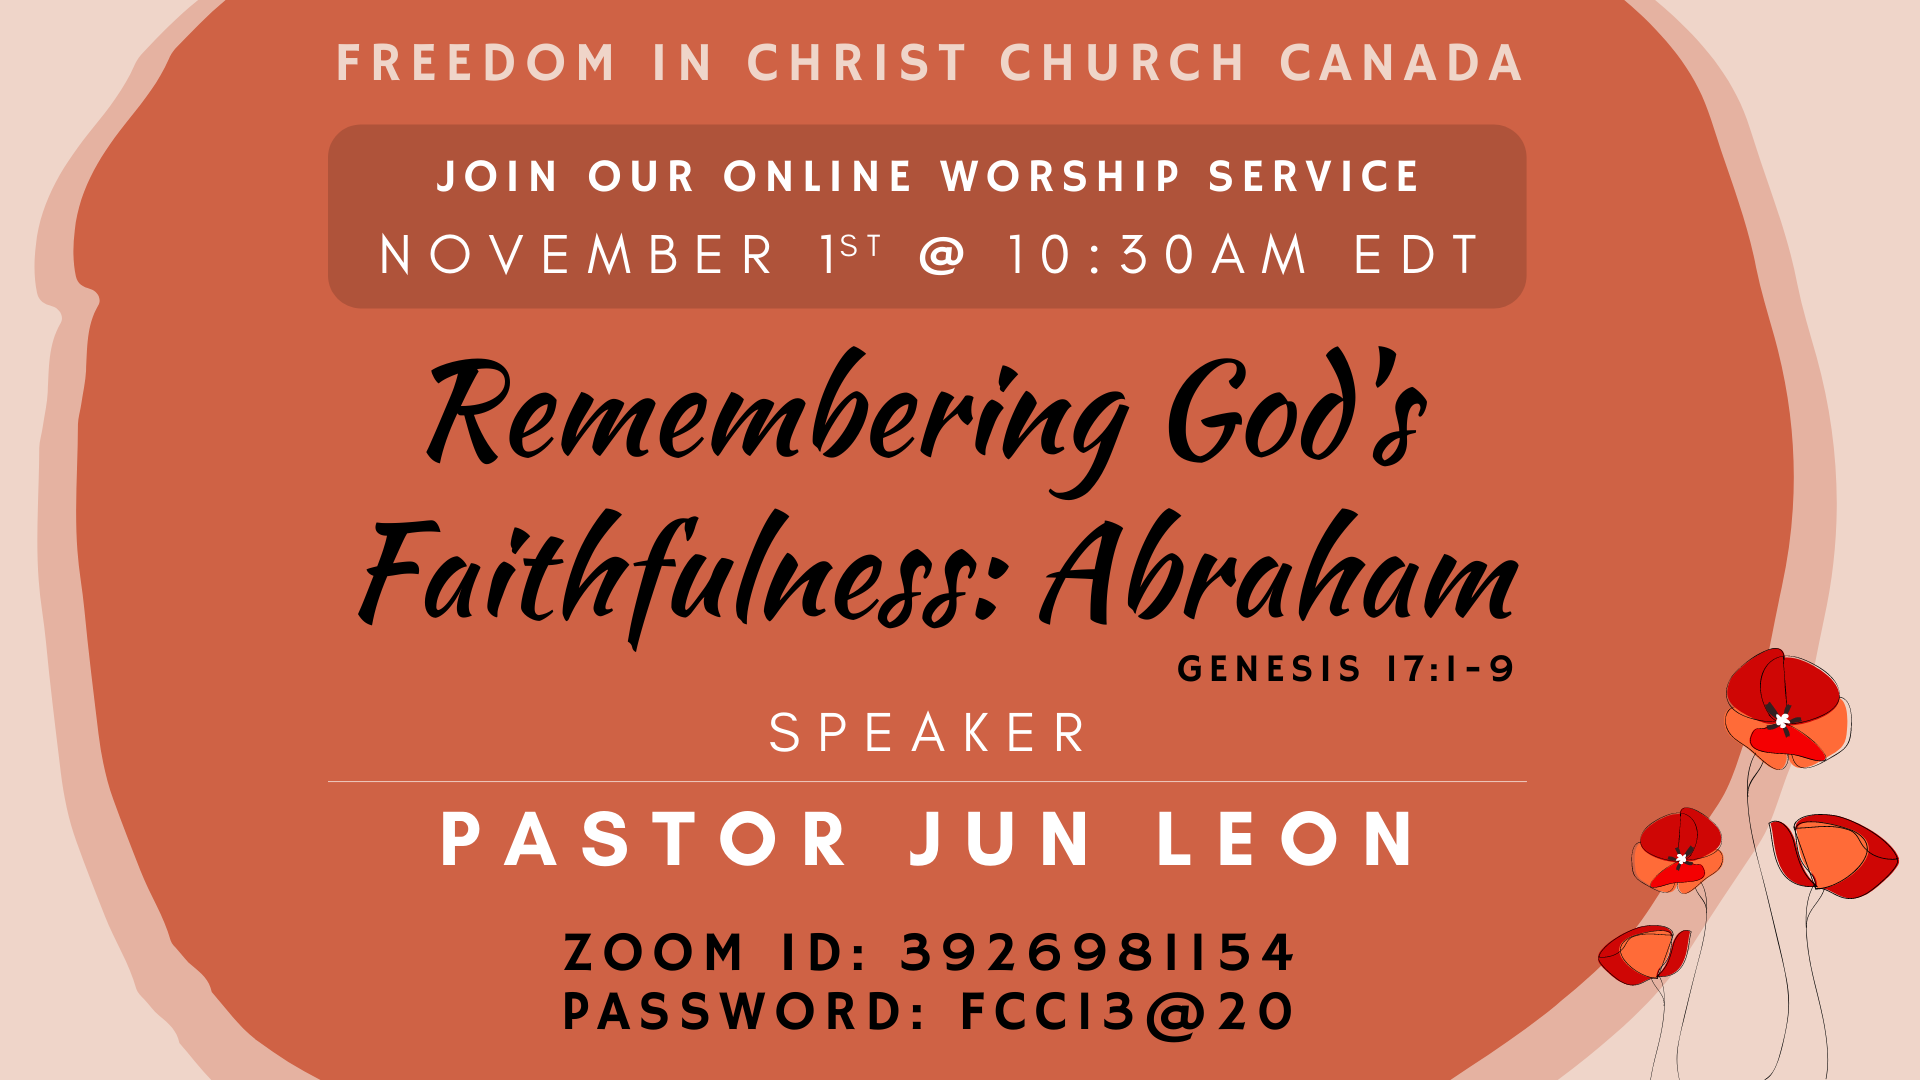 FREEDOM IN CHRIST CHURCH CANADA
JOIN OUR ONLINE WORSHIP SERVICE
NOVEMBER 1ST @ 10:30AM EDT
Remembering God's
Faithfulness: Abraham
GENESIS 17:1-9
SPEAKER
PASTOR JUN LEON
ZOOM ID: 3926981154
PASSWORD: FCC13@20